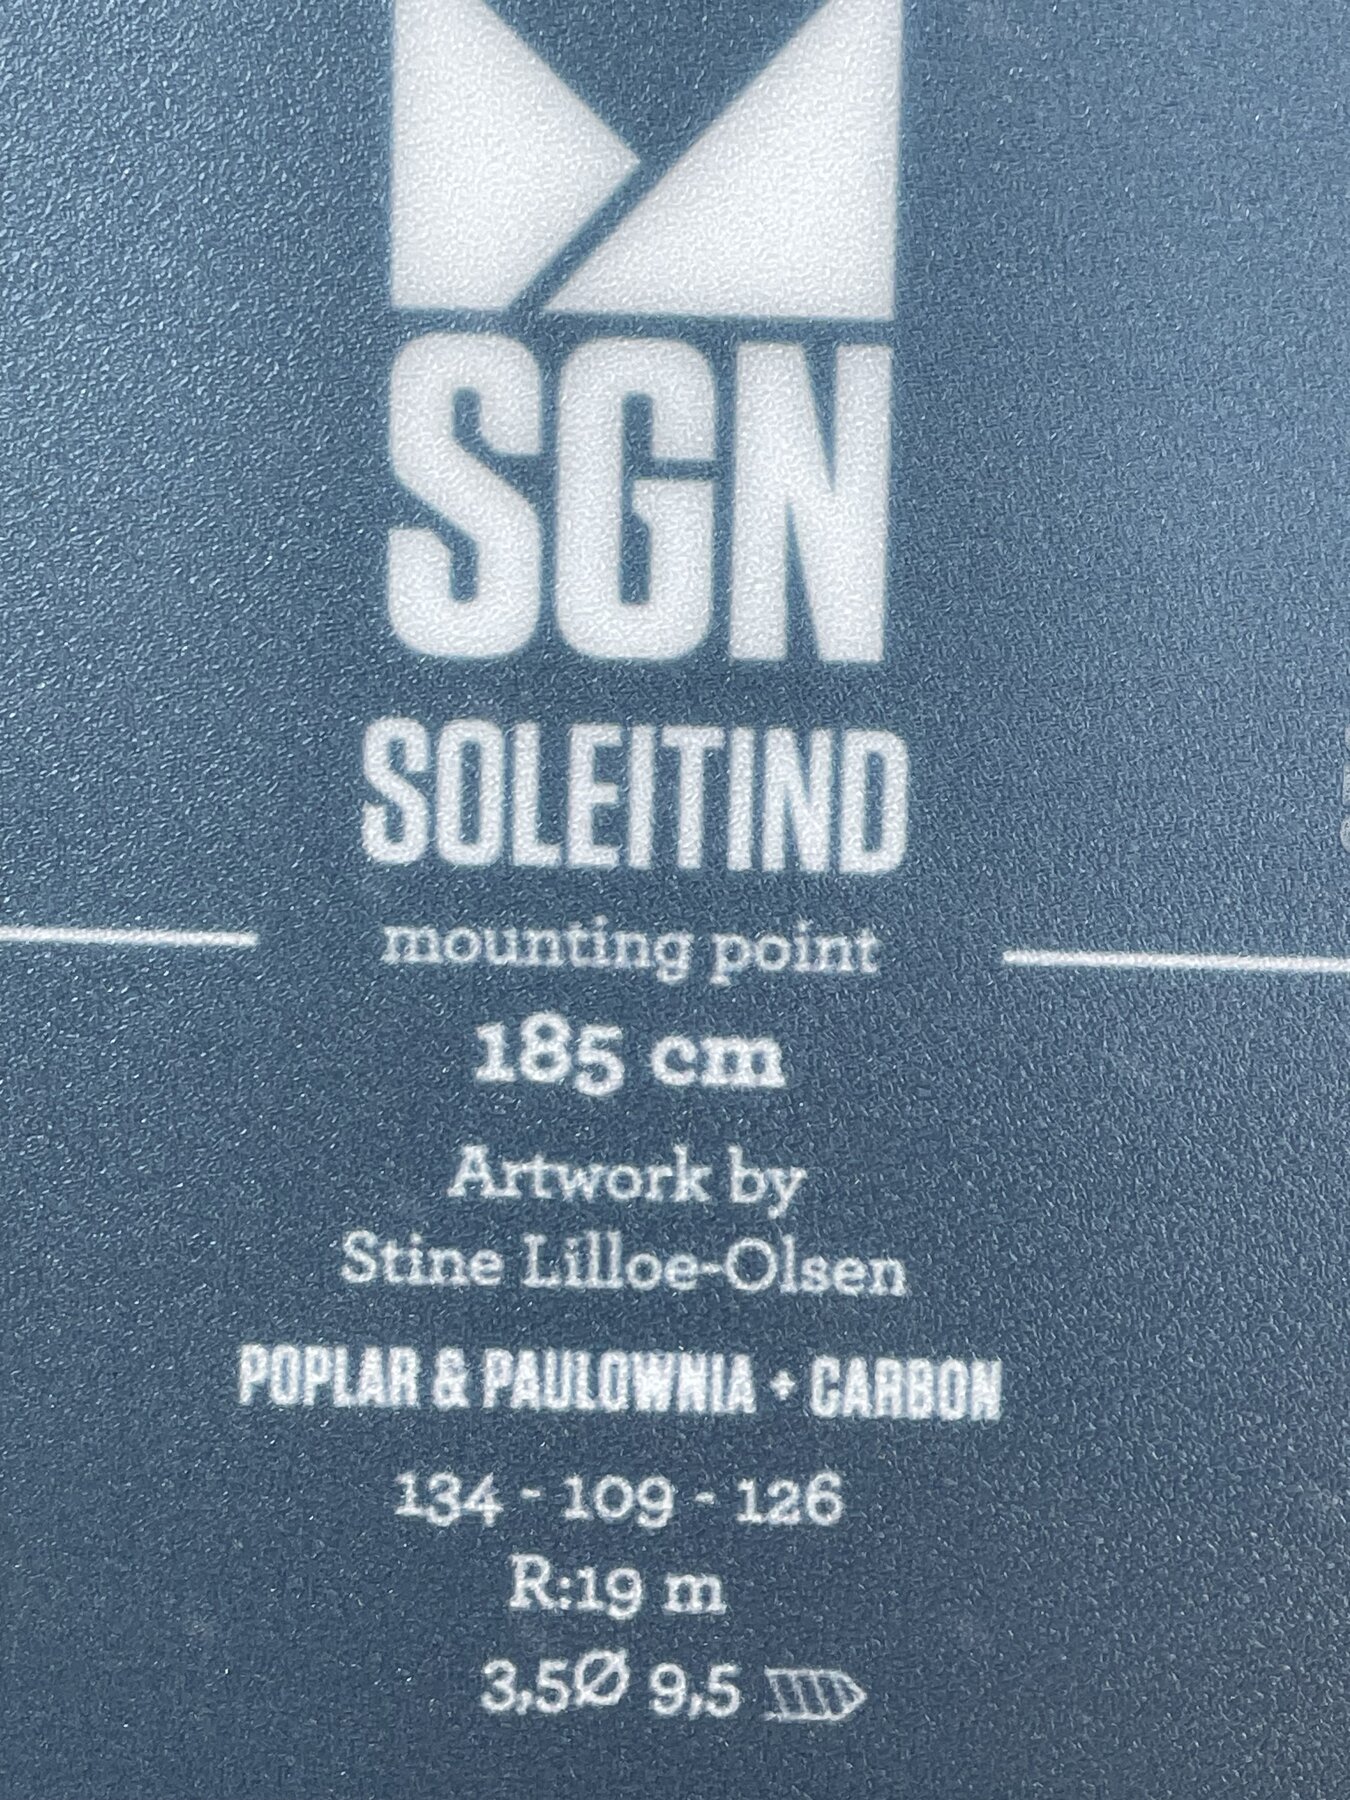 SGN
SOLEITIND
mounting point
185 cm
Artwork by
Stine Lilloe-Olsen
POPLAR & PAULOWNIA + CARBON
134 - 109 - 126
R:19 m
3,5Ø 9,5